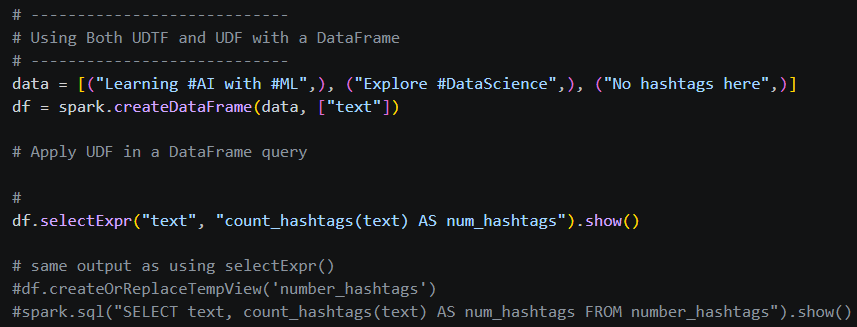 # -----------------------------
# Using Both UDTF and UDF with a DataFrame
# -----------------------------
data = [("Learning #AI with #ML",), ("Explore #DataScience",), ("No hashtags here",)]
df = spark.createDataFrame(data, ["text"])
# Apply UDF in a DataFrame query
#
df.selectExpr("text", "count_hashtags(text) AS num_hashtags").show()
# same output as using selectExpr()
#df.createOrReplaceTempView('number_hashtags')
#spark.sql("SELECT text, count_hashtags(text) AS num_hashtags FROM number_hashtags").show()